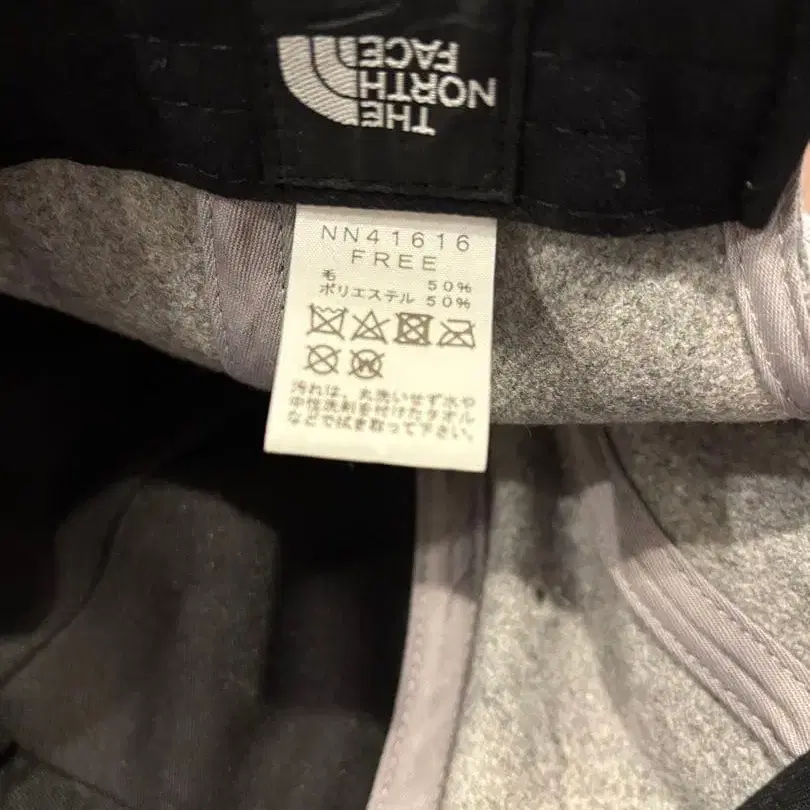 THE
NORTH
FACE
NN41616
FREE
毛 50%
ポリエステル 50%
汚れは、丸洗いせず水や
中性洗剤を付けたタオル
などで拭き取って下さい。